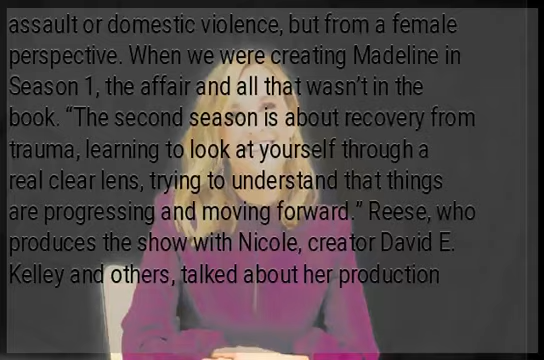 assault or domestic violence, but from a female
perspective. When we were creating Madeline in
Season 1, the affair and all that wasn’t in the
book. “The second season is about recovery from
trauma, learning to look at yourself through a
real clear lens, trying to understand that things
are progressing and moving forward.” Reese, who
produces the show with Nicole, creator David E.
Kelley and others, talked about her production